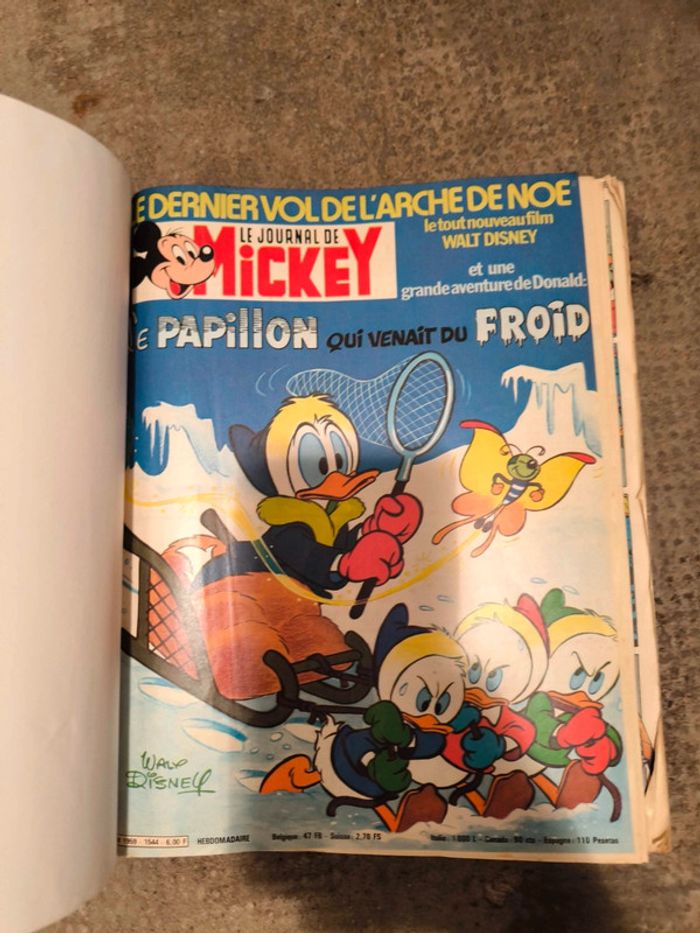 E DERNIER VOL DE L'ARCHE DE NOE
le tout nouveau film
WALT DISNEY
LE JOURNAL DE
MICKEY
et une
grande aventure de Donald:
PAPILLON QUI VENAIT DU FROID
WALT
DISNEY
1544 - 6,00 F HEBDOMADAIRE Belgique: 47 FB - Suisse: 2,70 FS Italie: 1000 L - Canada: 90 cts - Espagne: 110 Pesetas